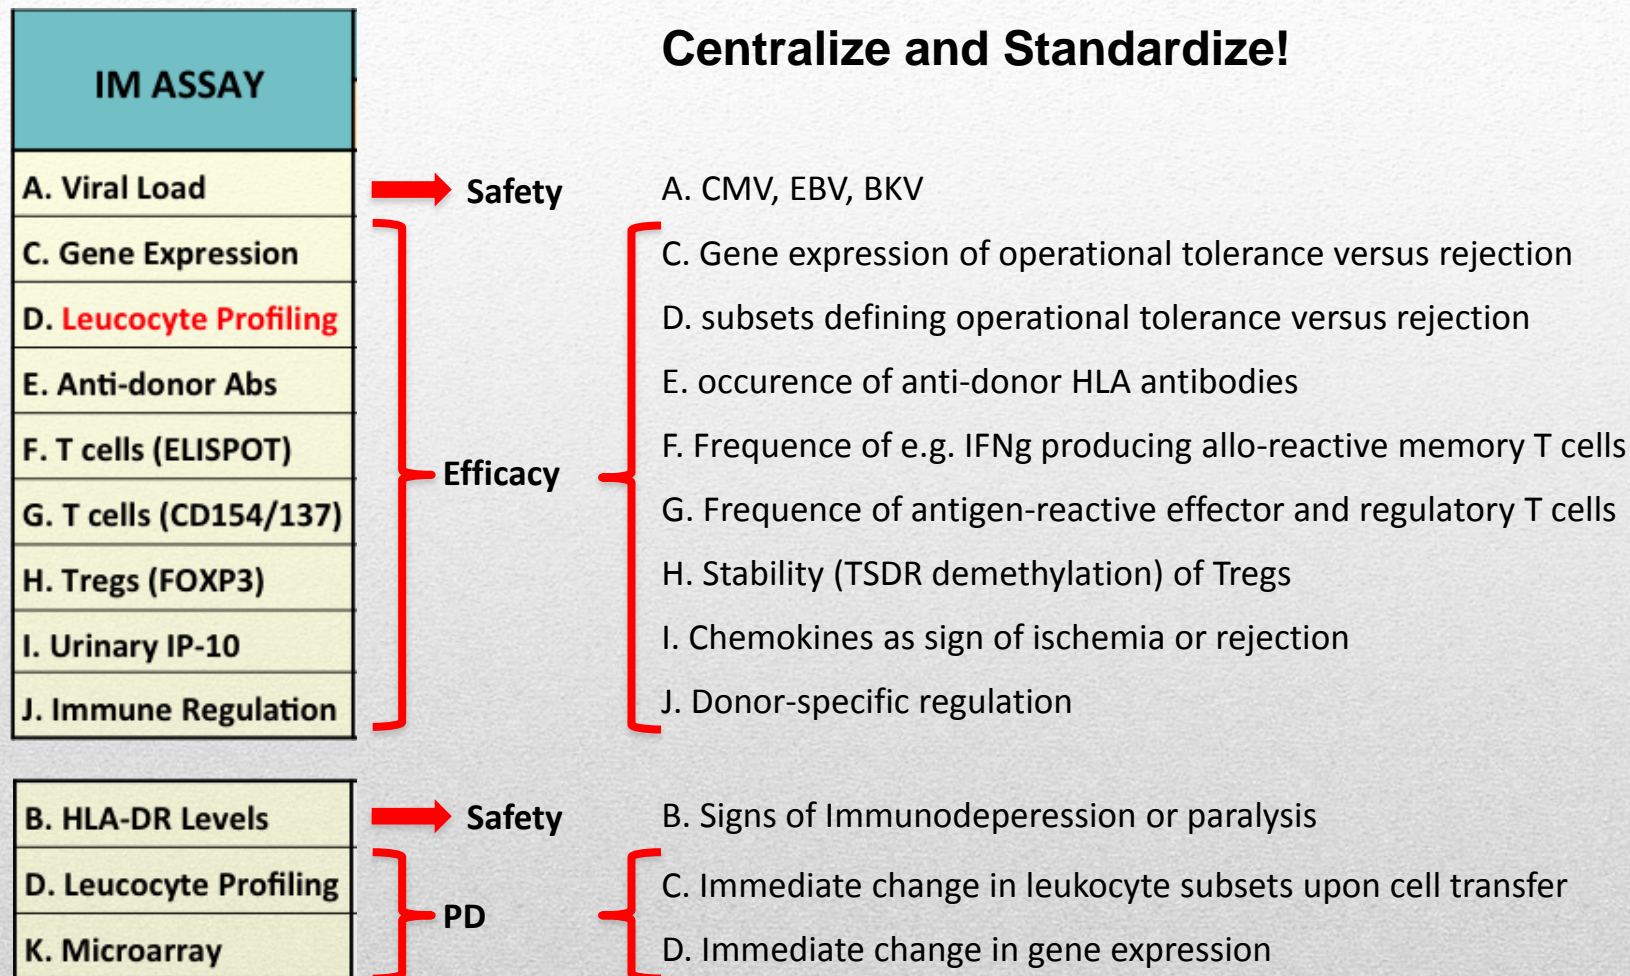 Centralize and Standardize!
IM ASSAY
A. Viral Load
Safety
A. CMV, EBV, BKV
C. Gene Expression
D. Leucocyte Profiling
E. Anti-donor Abs
F. T cells (ELISPOT)
G. T cells (CD154/137)
H. Tregs (FOXP3)
I. Urinary IP-10
J. Immune Regulation
Efficacy
C. Gene expression of operational tolerance versus rejection
D. subsets defining operational tolerance versus rejection
E. occurence of anti-donor HLA antibodies
F. Frequence of e.g. IFNg producing allo-reactive memory T cells
G. Frequence of antigen-reactive effector and regulatory T cells
H. Stability (TSDR demethylation) of Tregs
I. Chemokines as sign of ischemia or rejection
J. Donor-specific regulation
B. HLA-DR Levels
Safety
B. Signs of Immunodeperession or paralysis
D. Leucocyte Profiling
K. Microarray
PD
C. Immediate change in leukocyte subsets upon cell transfer
D. Immediate change in gene expression